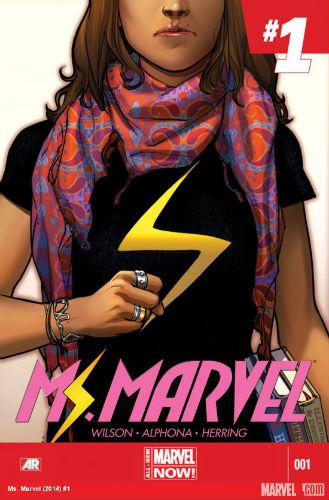 #1
MS. MARVEL
WILSON • ALPHONA • HERRING
AR
ALL-NEW
MARVEL
NOW!
001
Ms. Marvel (2014) #1
MARVEL.COM